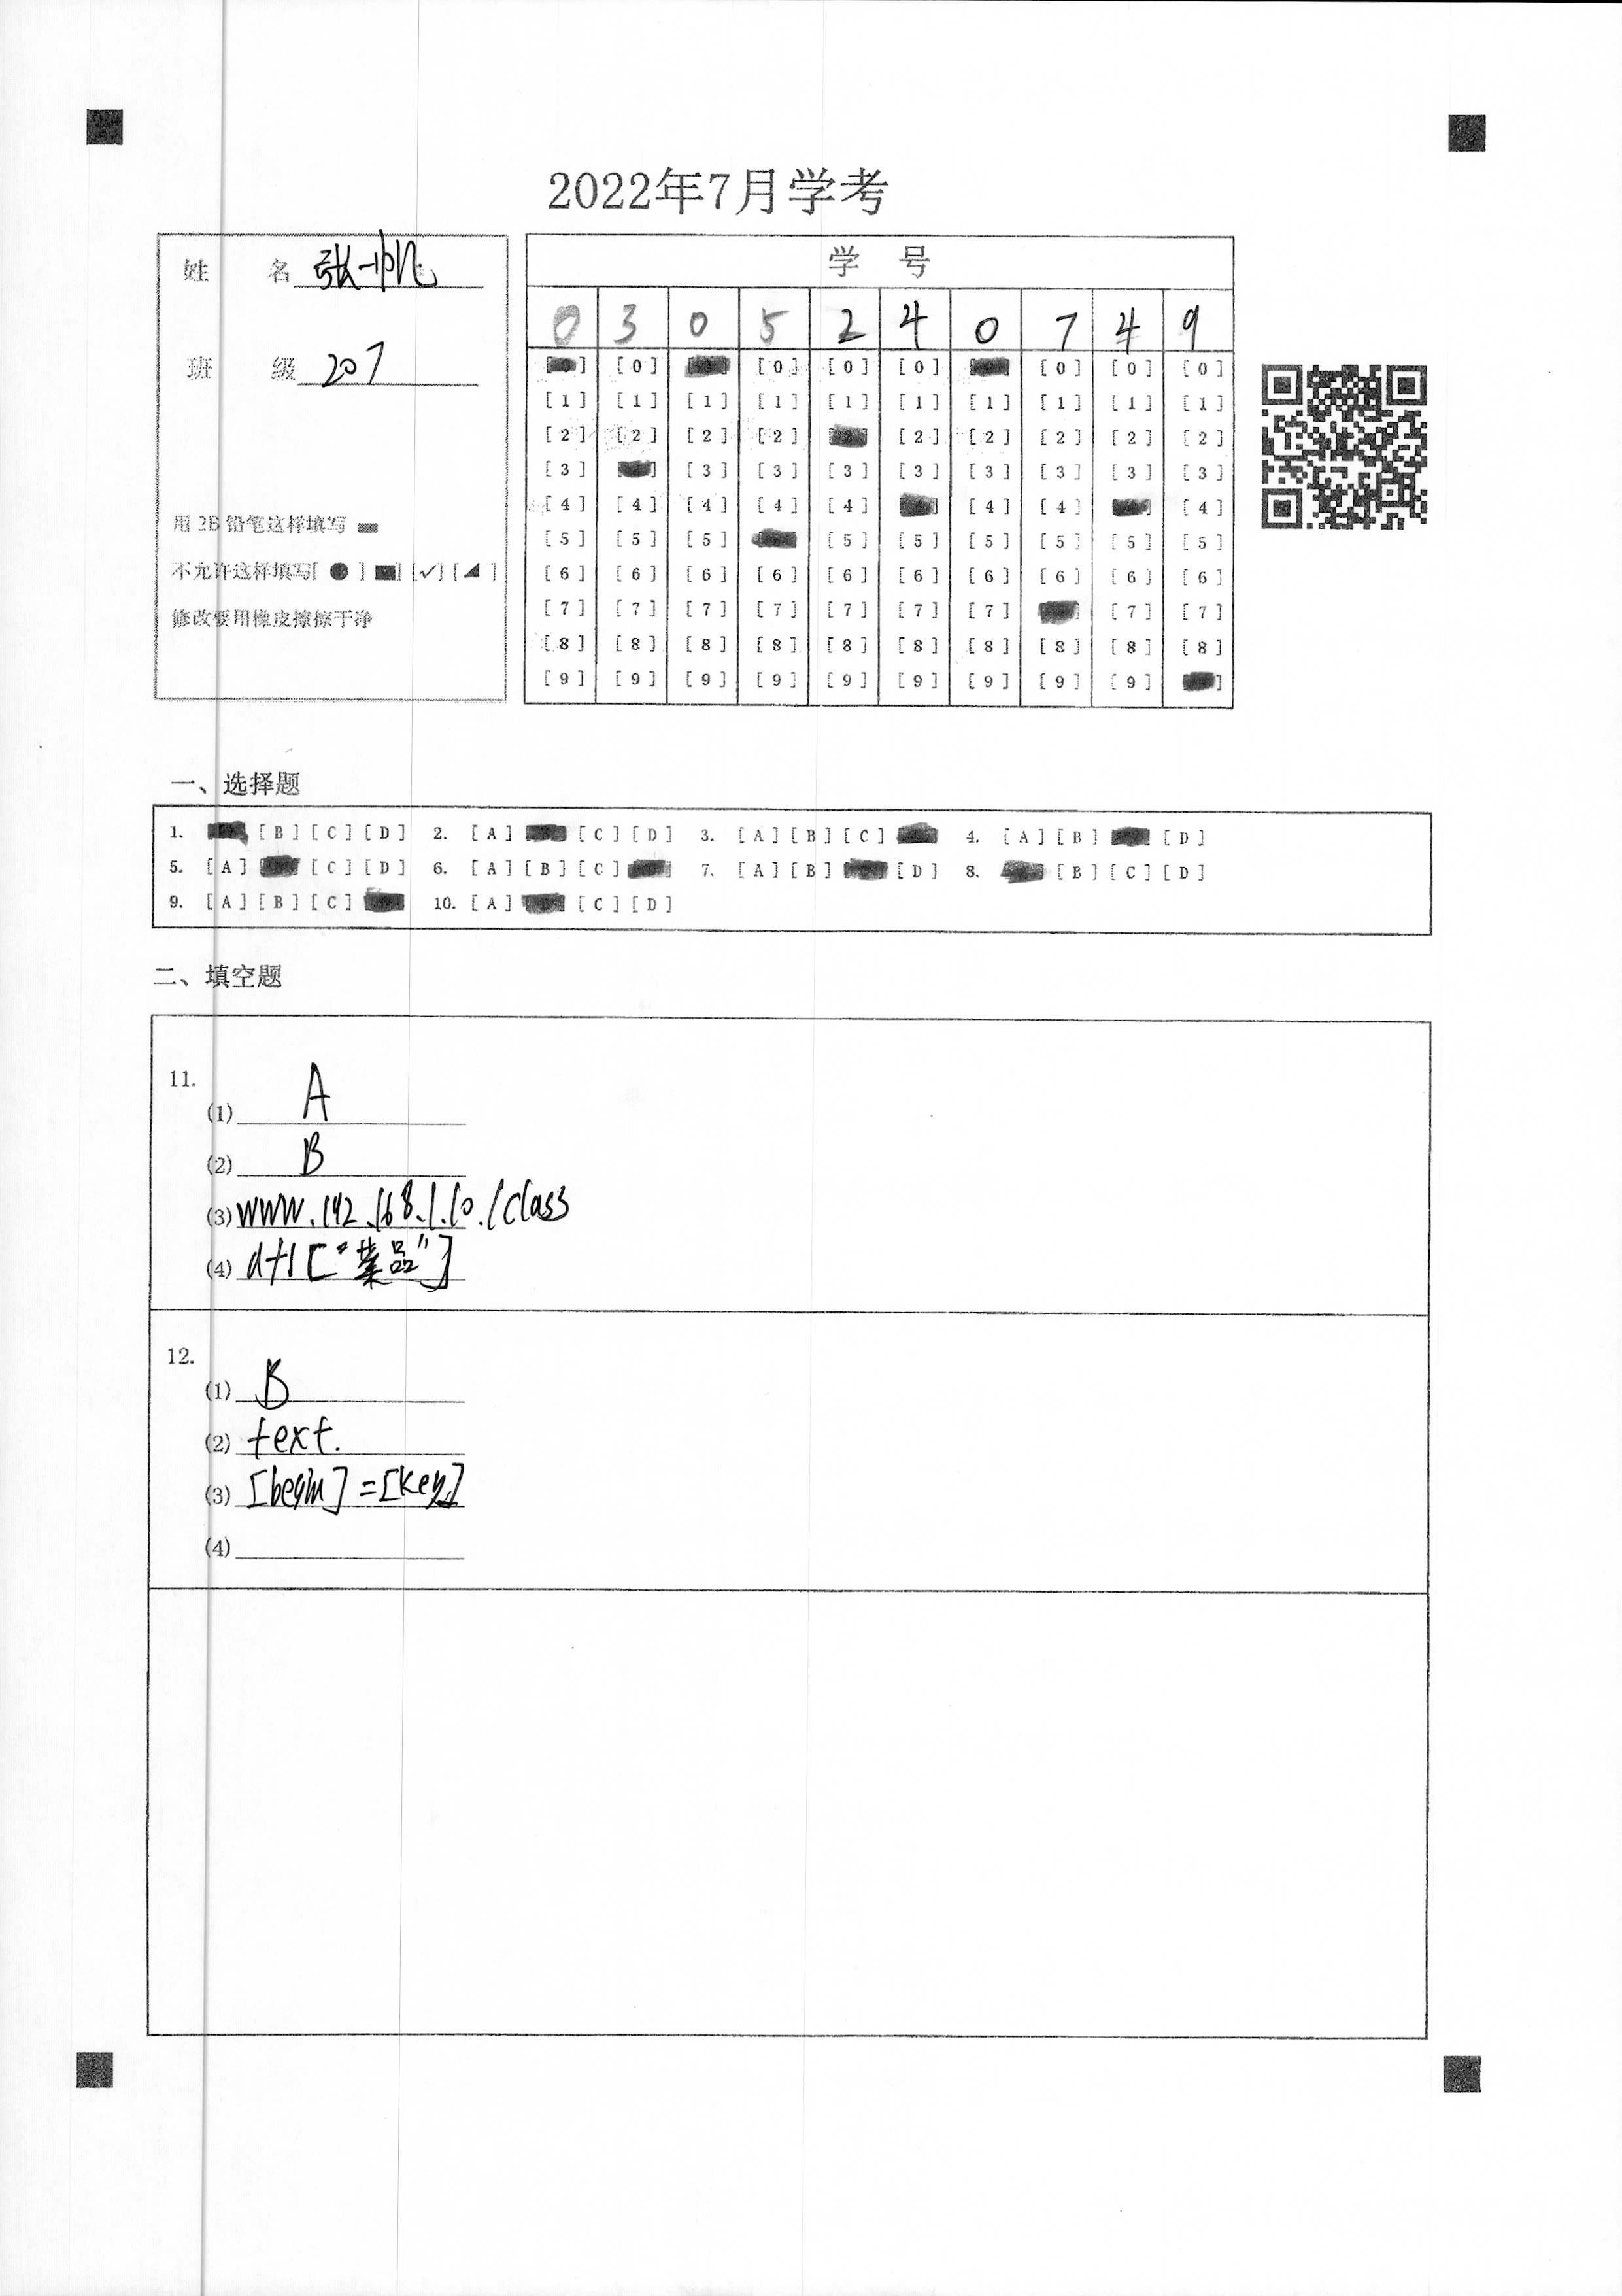 2022年7月学考
姓 名 张一帆
班 级 207
用 2B 铅笔这样填写
不允许这样填写[ ● ] [■] [✓] [◢ ]
修改要用橡皮擦擦干净
学 号
0 3 0 5 2 4 0 7 4 9
[ ] [ 0 ] [ ] [ 0 ] [ 0 ] [ 0 ] [ ] [ 0 ] [ 0 ] [ 0 ]
[ 1 ] [ 1 ] [ 1 ] [ 1 ] [ 1 ] [ 1 ] [ 1 ] [ 1 ] [ 1 ] [ 1 ]
[ 2 ] [ 2 ] [ 2 ] [ 2 ] [ ] [ 2 ] [ 2 ] [ 2 ] [ 2 ] [ 2 ]
[ 3 ] [ ] [ 3 ] [ 3 ] [ 3 ] [ 3 ] [ 3 ] [ 3 ] [ 3 ] [ 3 ]
[ 4 ] [ 4 ] [ 4 ] [ 4 ] [ 4 ] [ ] [ 4 ] [ 4 ] [ ] [ 4 ]
[ 5 ] [ 5 ] [ 5 ] [ ] [ 5 ] [ 5 ] [ 5 ] [ 5 ] [ 5 ] [ 5 ]
[ 6 ] [ 6 ] [ 6 ] [ 6 ] [ 6 ] [ 6 ] [ 6 ] [ 6 ] [ 6 ] [ 6 ]
[ 7 ] [ 7 ] [ 7 ] [ 7 ] [ 7 ] [ 7 ] [ 7 ] [ ] [ 7 ] [ 7 ]
[ 8 ] [ 8 ] [ 8 ] [ 8 ] [ 8 ] [ 8 ] [ 8 ] [ 8 ] [ 8 ] [ 8 ]
[ 9 ] [ 9 ] [ 9 ] [ 9 ] [ 9 ] [ 9 ] [ 9 ] [ 9 ] [ 9 ] [ ]
一、选择题
1. [ ] [ B ] [ C ] [ D ] 2. [ A ] [ ] [ C ] [ D ] 3. [ A ] [ B ] [ C ] [ ] 4. [ A ] [ B ] [ ] [ D ]
5. [ A ] [ ] [ C ] [ D ] 6. [ A ] [ B ] [ C ] [ ] 7. [ A ] [ B ] [ ] [ D ] 8. [ ] [ B ] [ C ] [ D ]
9. [ A ] [ B ] [ C ] [ ] 10. [ A ] [ ] [ C ] [ D ]
二、填空题
11.
(1) A
(2) B
(3) www.192.168.1.10./class
(4) df1["菜品"]
12.
(1) B
(2) text.
(3) [begin]=[key]
(4)